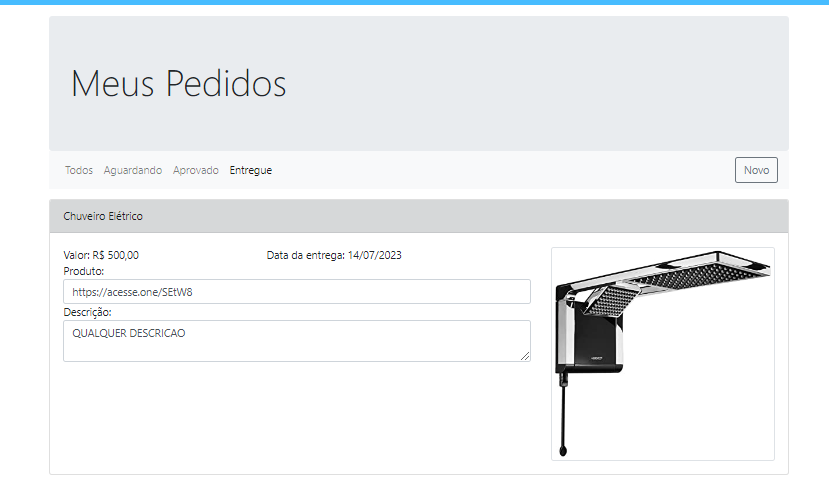 Meus Pedidos
Todos Aguardando Aprovado Entregue Novo
Chuveiro Elétrico
Valor: R$ 500,00 Data da entrega: 14/07/2023
Produto:
https://acesse.one/SEtW8
Descrição:
QUALQUER DESCRICAO